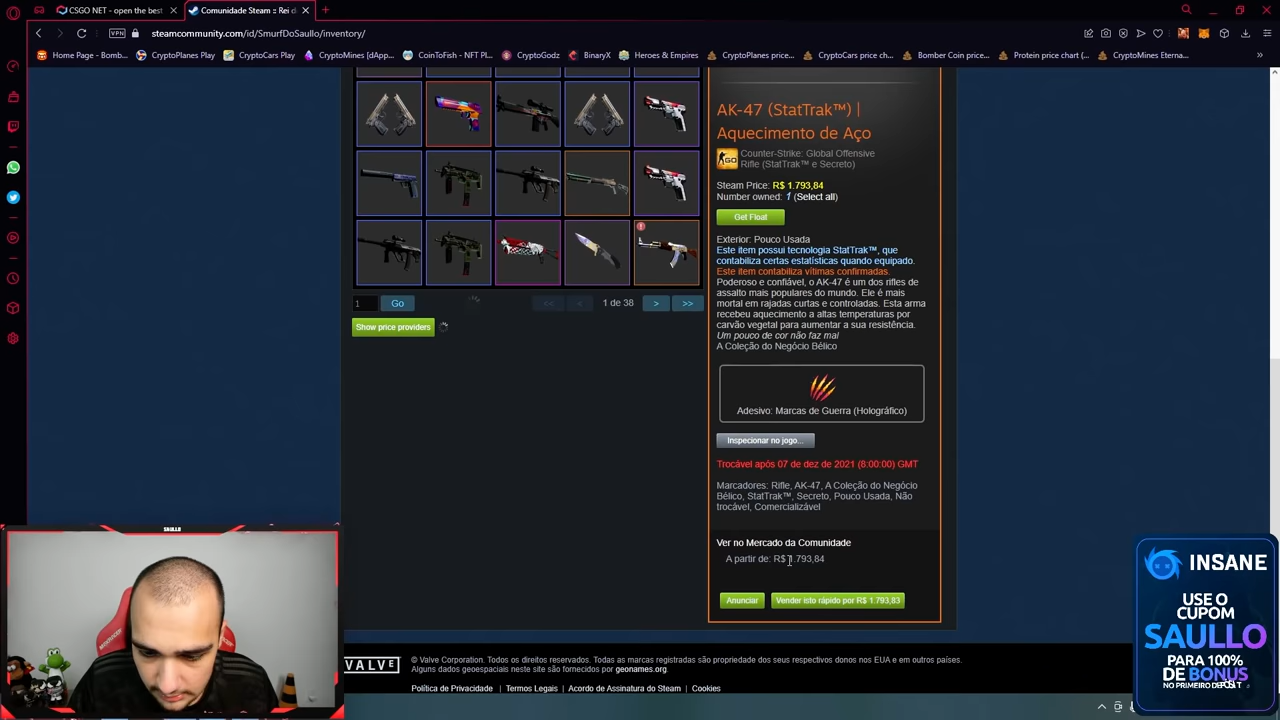 CSGO NET - open the best
Comunidade Steam :: Rei d
VPN
steamcommunity.com/id/SmurfDoSaullo/inventory/
Home Page - Bomb...
CryptoPlanes Play
CryptoCars Play
CryptoMines [dApp...
CoinToFish - NFT Pl...
CryptoGodz
BinaryX
Heroes & Empires
CryptoPlanes price...
CryptoCars price ch...
Bomber Coin price...
Protein price chart (...
CryptoMines Eterna...
1
Go
<<
<
1 de 38
>
>>
Show price providers
AK-47 (StatTrak™) |
Aquecimento de Aço
GO
Counter-Strike: Global Offensive
Rifle (StatTrak™ e Secreto)
Steam Price: R$ 1.793,84
Number owned: 1 (Select all)
Get Float
Exterior: Pouco Usada
Este item possui tecnologia StatTrak™, que
contabiliza certas estatísticas quando equipado.
Este item contabiliza vítimas confirmadas.
Poderoso e confiável, o AK-47 é um dos rifles de
assalto mais populares do mundo. Ele é mais
mortal em rajadas curtas e controladas. Esta arma
recebeu aquecimento a altas temperaturas por
carvão vegetal para aumentar a sua resistência.
Um pouco de cor não faz mal
A Coleção do Negócio Bélico
Adesivo: Marcas de Guerra (Holográfico)
Inspecionar no jogo...
Trocável após 07 de dez de 2021 (8:00:00) GMT
Marcadores: Rifle, AK-47, A Coleção do Negócio
Bélico, StatTrak™, Secreto, Pouco Usada, Não
trocável, Comercializável
Ver no Mercado da Comunidade
A partir de: R$ 1.793,84
Anunciar
Vender isto rápido por R$ 1.793,83
SAULLO
VALVE
© Valve Corporation. Todos os direitos reservados. Todas as marcas registradas são propriedade dos seus respectivos donos nos EUA e em outros países.
Alguns dados geoespaciais neste site são fornecidos por geonames.org.
Política de Privacidade | Termos Legais | Acordo de Assinatura do Steam | Cookies
INSANE
USE O
CUPOM
SAULLO
PARA 100%
DE BONUS